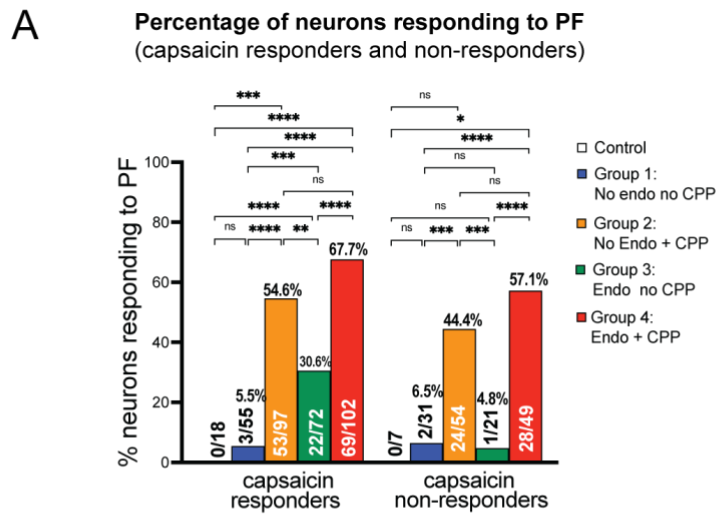 A
Percentage of neurons responding to PF
(capsaicin responders and non-responders)
*** ns
**** *
**** ****
*** ns
ns ns
**** ns
**** ****
ns **** ** ns *** ***
% neurons responding to PF
100
80
60
40
20
0
67.7%
54.6%
30.6%
5.5%
0/18
3/55
53/97
22/72
69/102
57.1%
44.4%
6.5%
4.8%
0/7
2/31
24/54
1/21
28/49
capsaicin
responders
capsaicin
non-responders
Control
Group 1:
No endo no CPP
Group 2:
No Endo + CPP
Group 3:
Endo no CPP
Group 4:
Endo + CPP